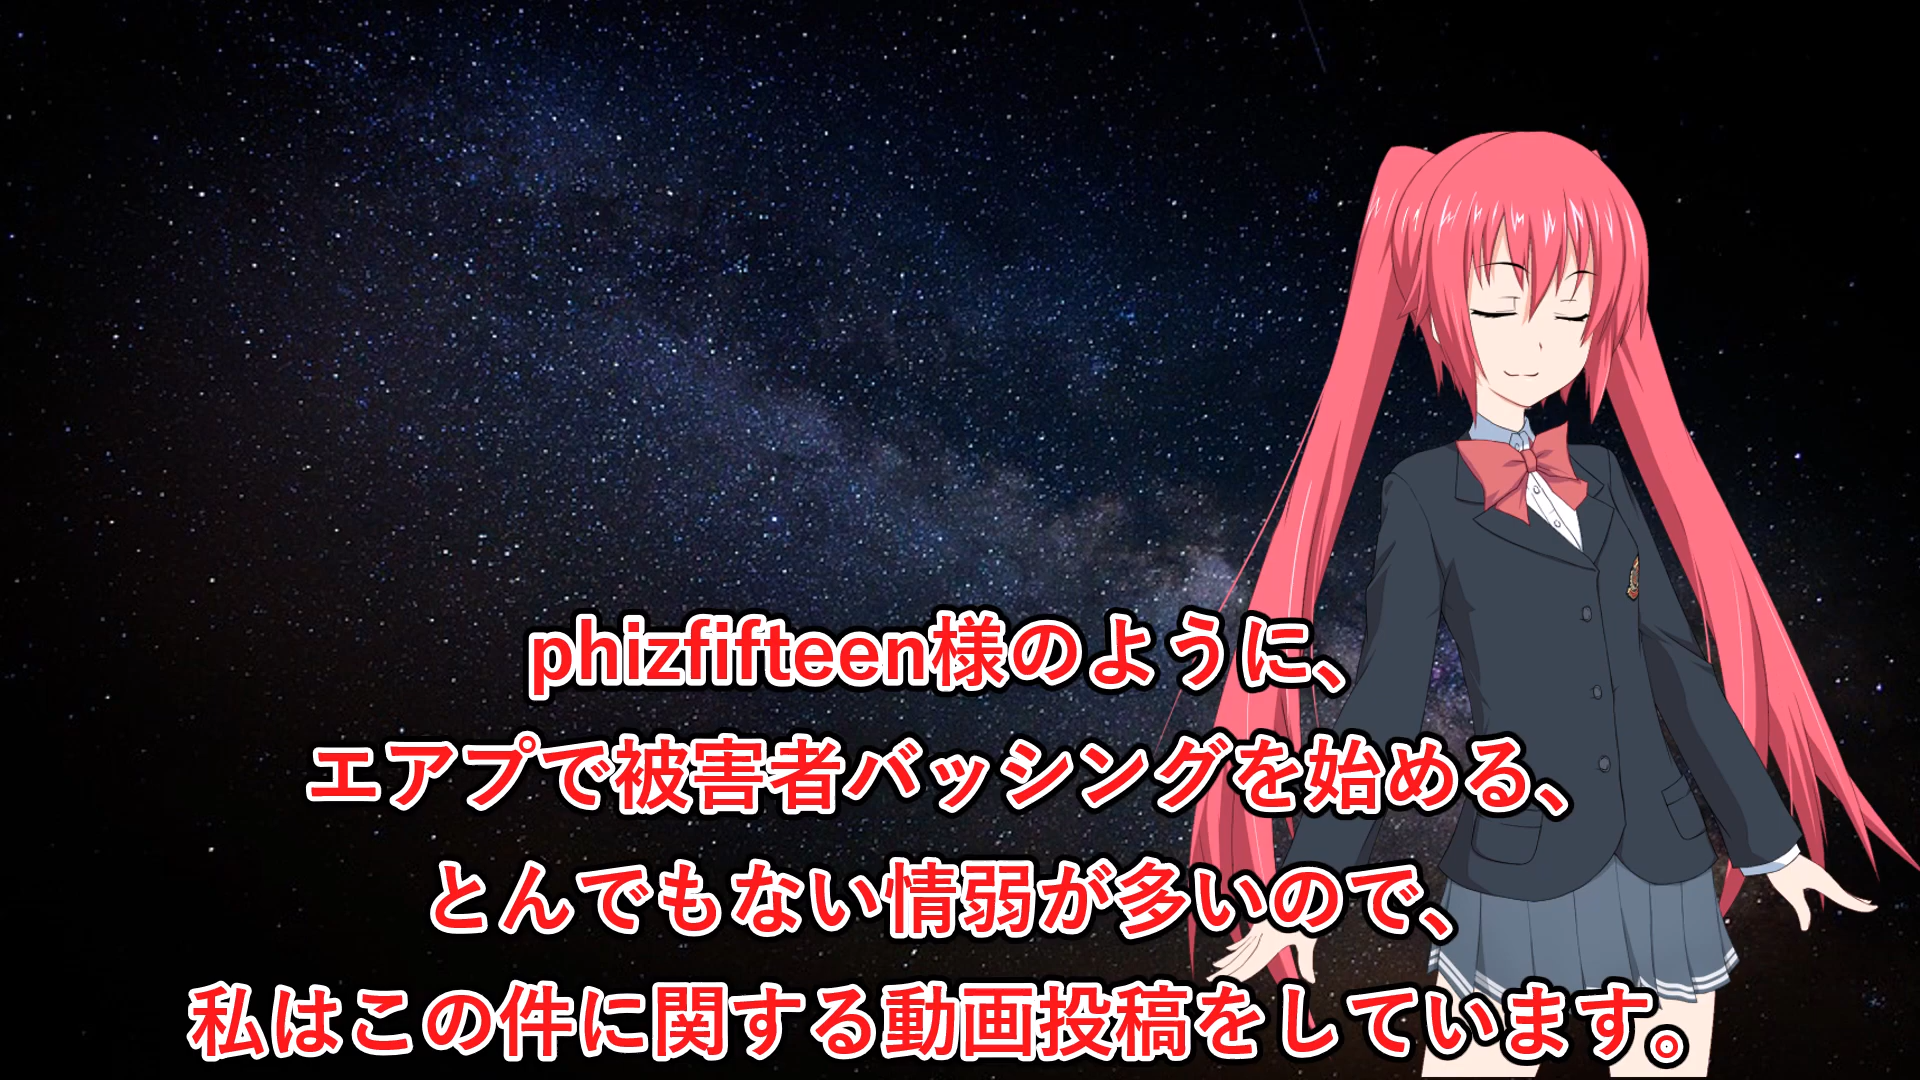 phizfifteen様のように、
エアプで被害者バッシングを始める、
とんでもない情弱が多いので、
私はこの件に関する動画投稿をしています。